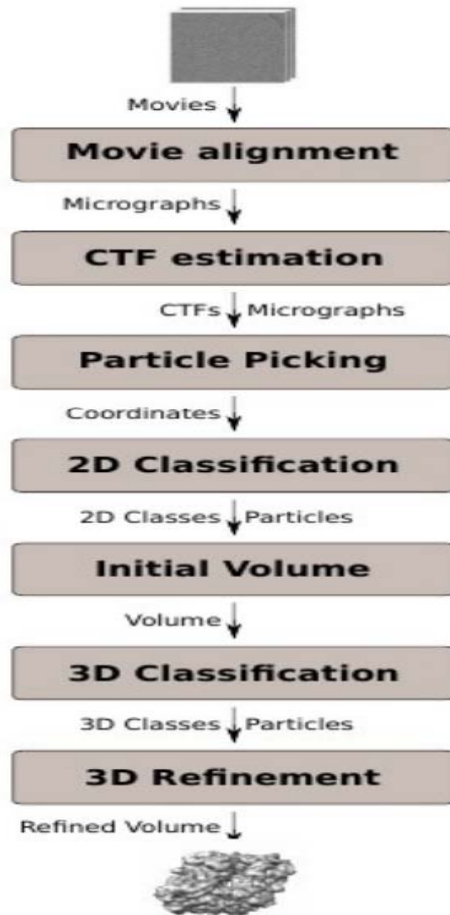 Movies
Movie alignment
Micrographs
CTF estimation
CTFs Micrographs
Particle Picking
Coordinates
2D Classification
2D Classes Particles
Initial Volume
Volume
3D Classification
3D Classes Particles
3D Refinement
Refined Volume